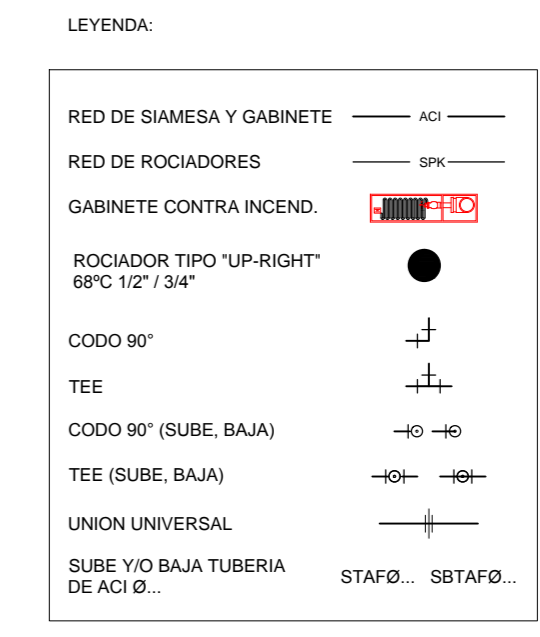 LEYENDA:
RED DE SIAMESA Y GABINETE ACI
RED DE ROCIADORES SPK
GABINETE CONTRA INCEND.
ROCIADOR TIPO "UP-RIGHT"
68ºC 1/2" / 3/4"
CODO 90°
TEE
CODO 90° (SUBE, BAJA)
TEE (SUBE, BAJA)
UNION UNIVERSAL
SUBE Y/O BAJA TUBERIA
DE ACI Ø...
STAFØ... SBTAFØ...